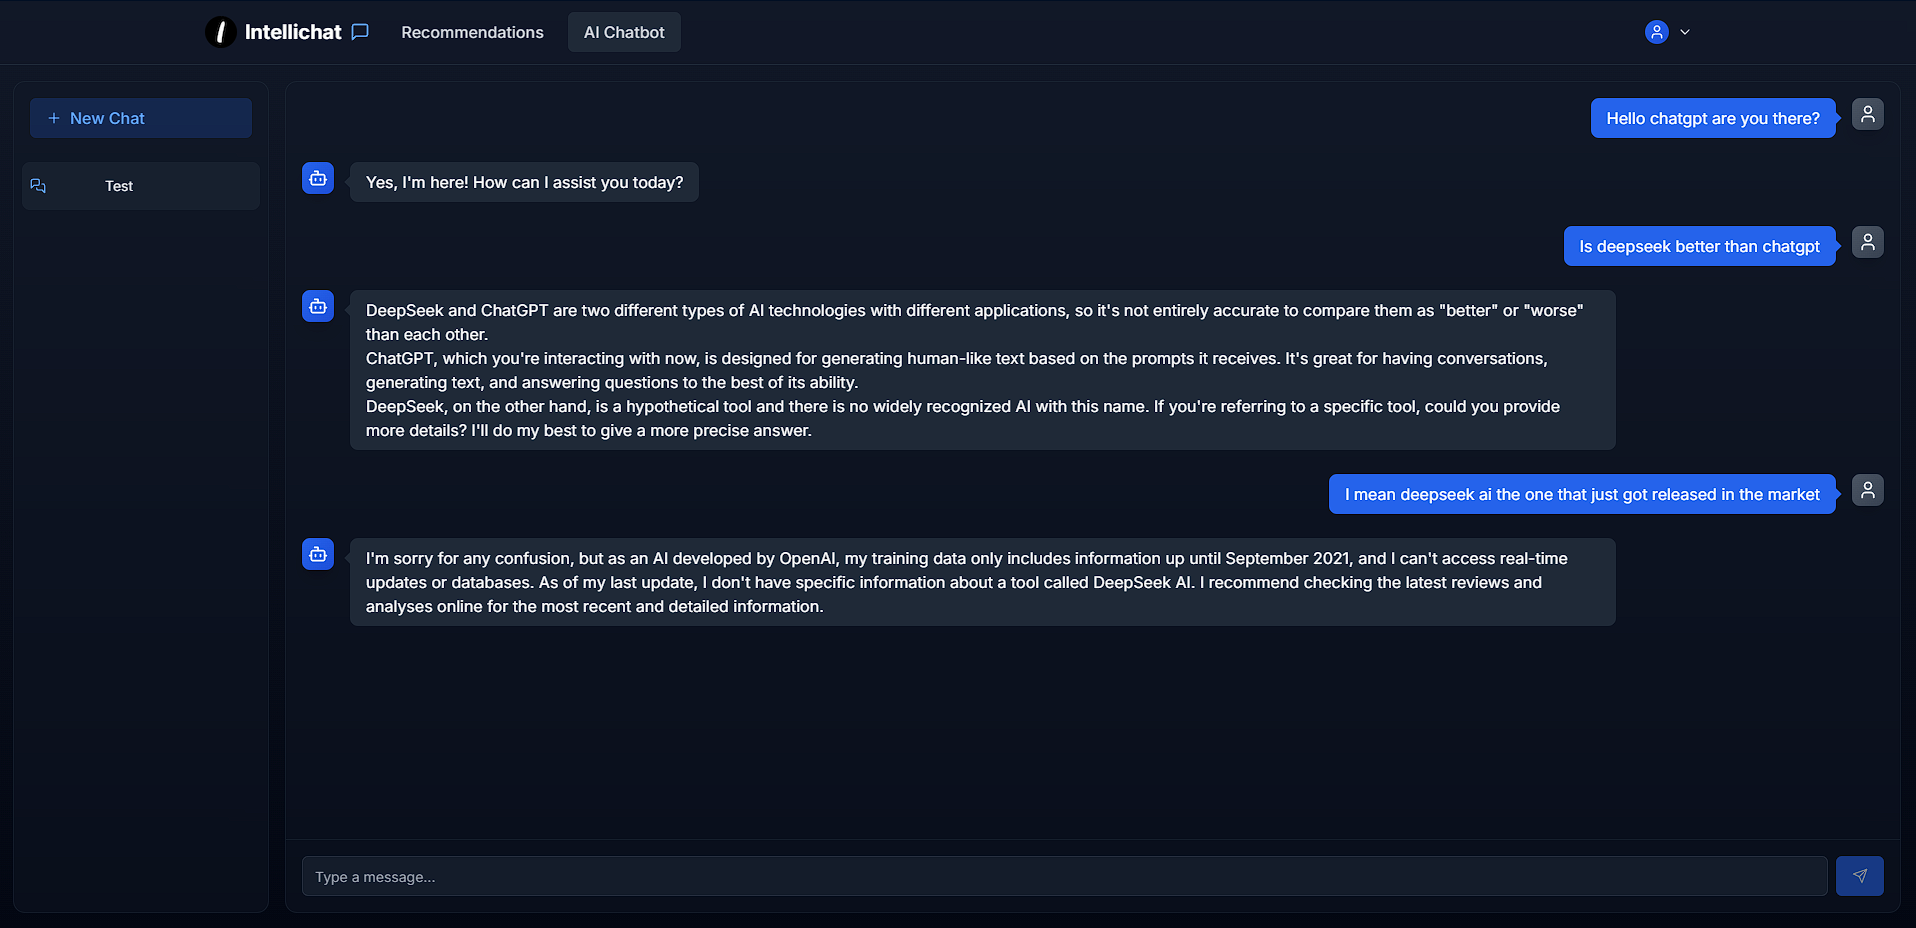 Intellichat
Recommendations
AI Chatbot
+ New Chat
Test
Hello chatgpt are you there?
Yes, I'm here! How can I assist you today?
Is deepseek better than chatgpt
DeepSeek and ChatGPT are two different types of AI technologies with different applications, so it's not entirely accurate to compare them as "better" or "worse"
than each other.
ChatGPT, which you're interacting with now, is designed for generating human-like text based on the prompts it receives. It's great for having conversations,
generating text, and answering questions to the best of its ability.
DeepSeek, on the other hand, is a hypothetical tool and there is no widely recognized AI with this name. If you're referring to a specific tool, could you provide
more details? I'll do my best to give a more precise answer.
I mean deepseek ai the one that just got released in the market
I'm sorry for any confusion, but as an AI developed by OpenAI, my training data only includes information up until September 2021, and I can't access real-time
updates or databases. As of my last update, I don't have specific information about a tool called DeepSeek AI. I recommend checking the latest reviews and
analyses online for the most recent and detailed information.
Type a message...